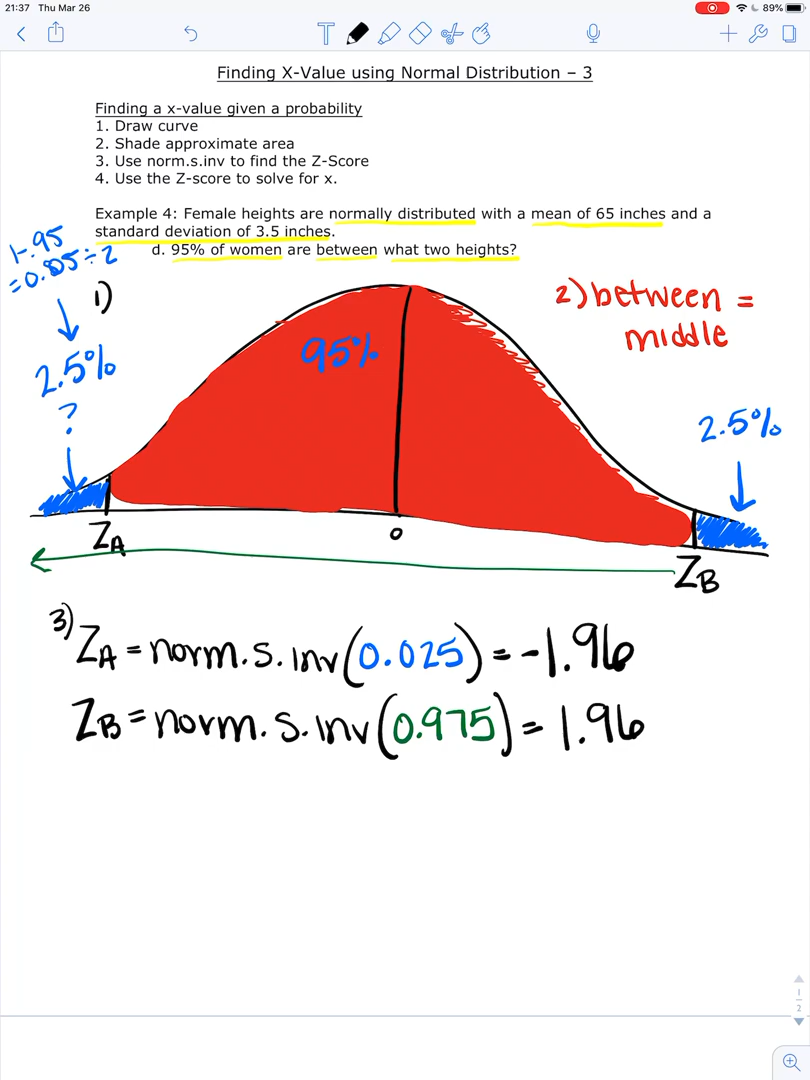 21:37 Thu Mar 26
89%
Finding X-Value using Normal Distribution – 3
Finding a x-value given a probability
1. Draw curve
2. Shade approximate area
3. Use norm.s.inv to find the Z-Score
4. Use the Z-score to solve for x.
Example 4: Female heights are normally distributed with a mean of 65 inches and a
standard deviation of 3.5 inches.
d. 95% of women are between what two heights?
1-.95
=0.05÷2
1)
2) between =
middle
95%
2.5%
?
2.5%
ZA
0
ZB
3)
ZA = norm.s.inv(0.025) = -1.96
ZB = norm.s.inv(0.975) = 1.96
1
2